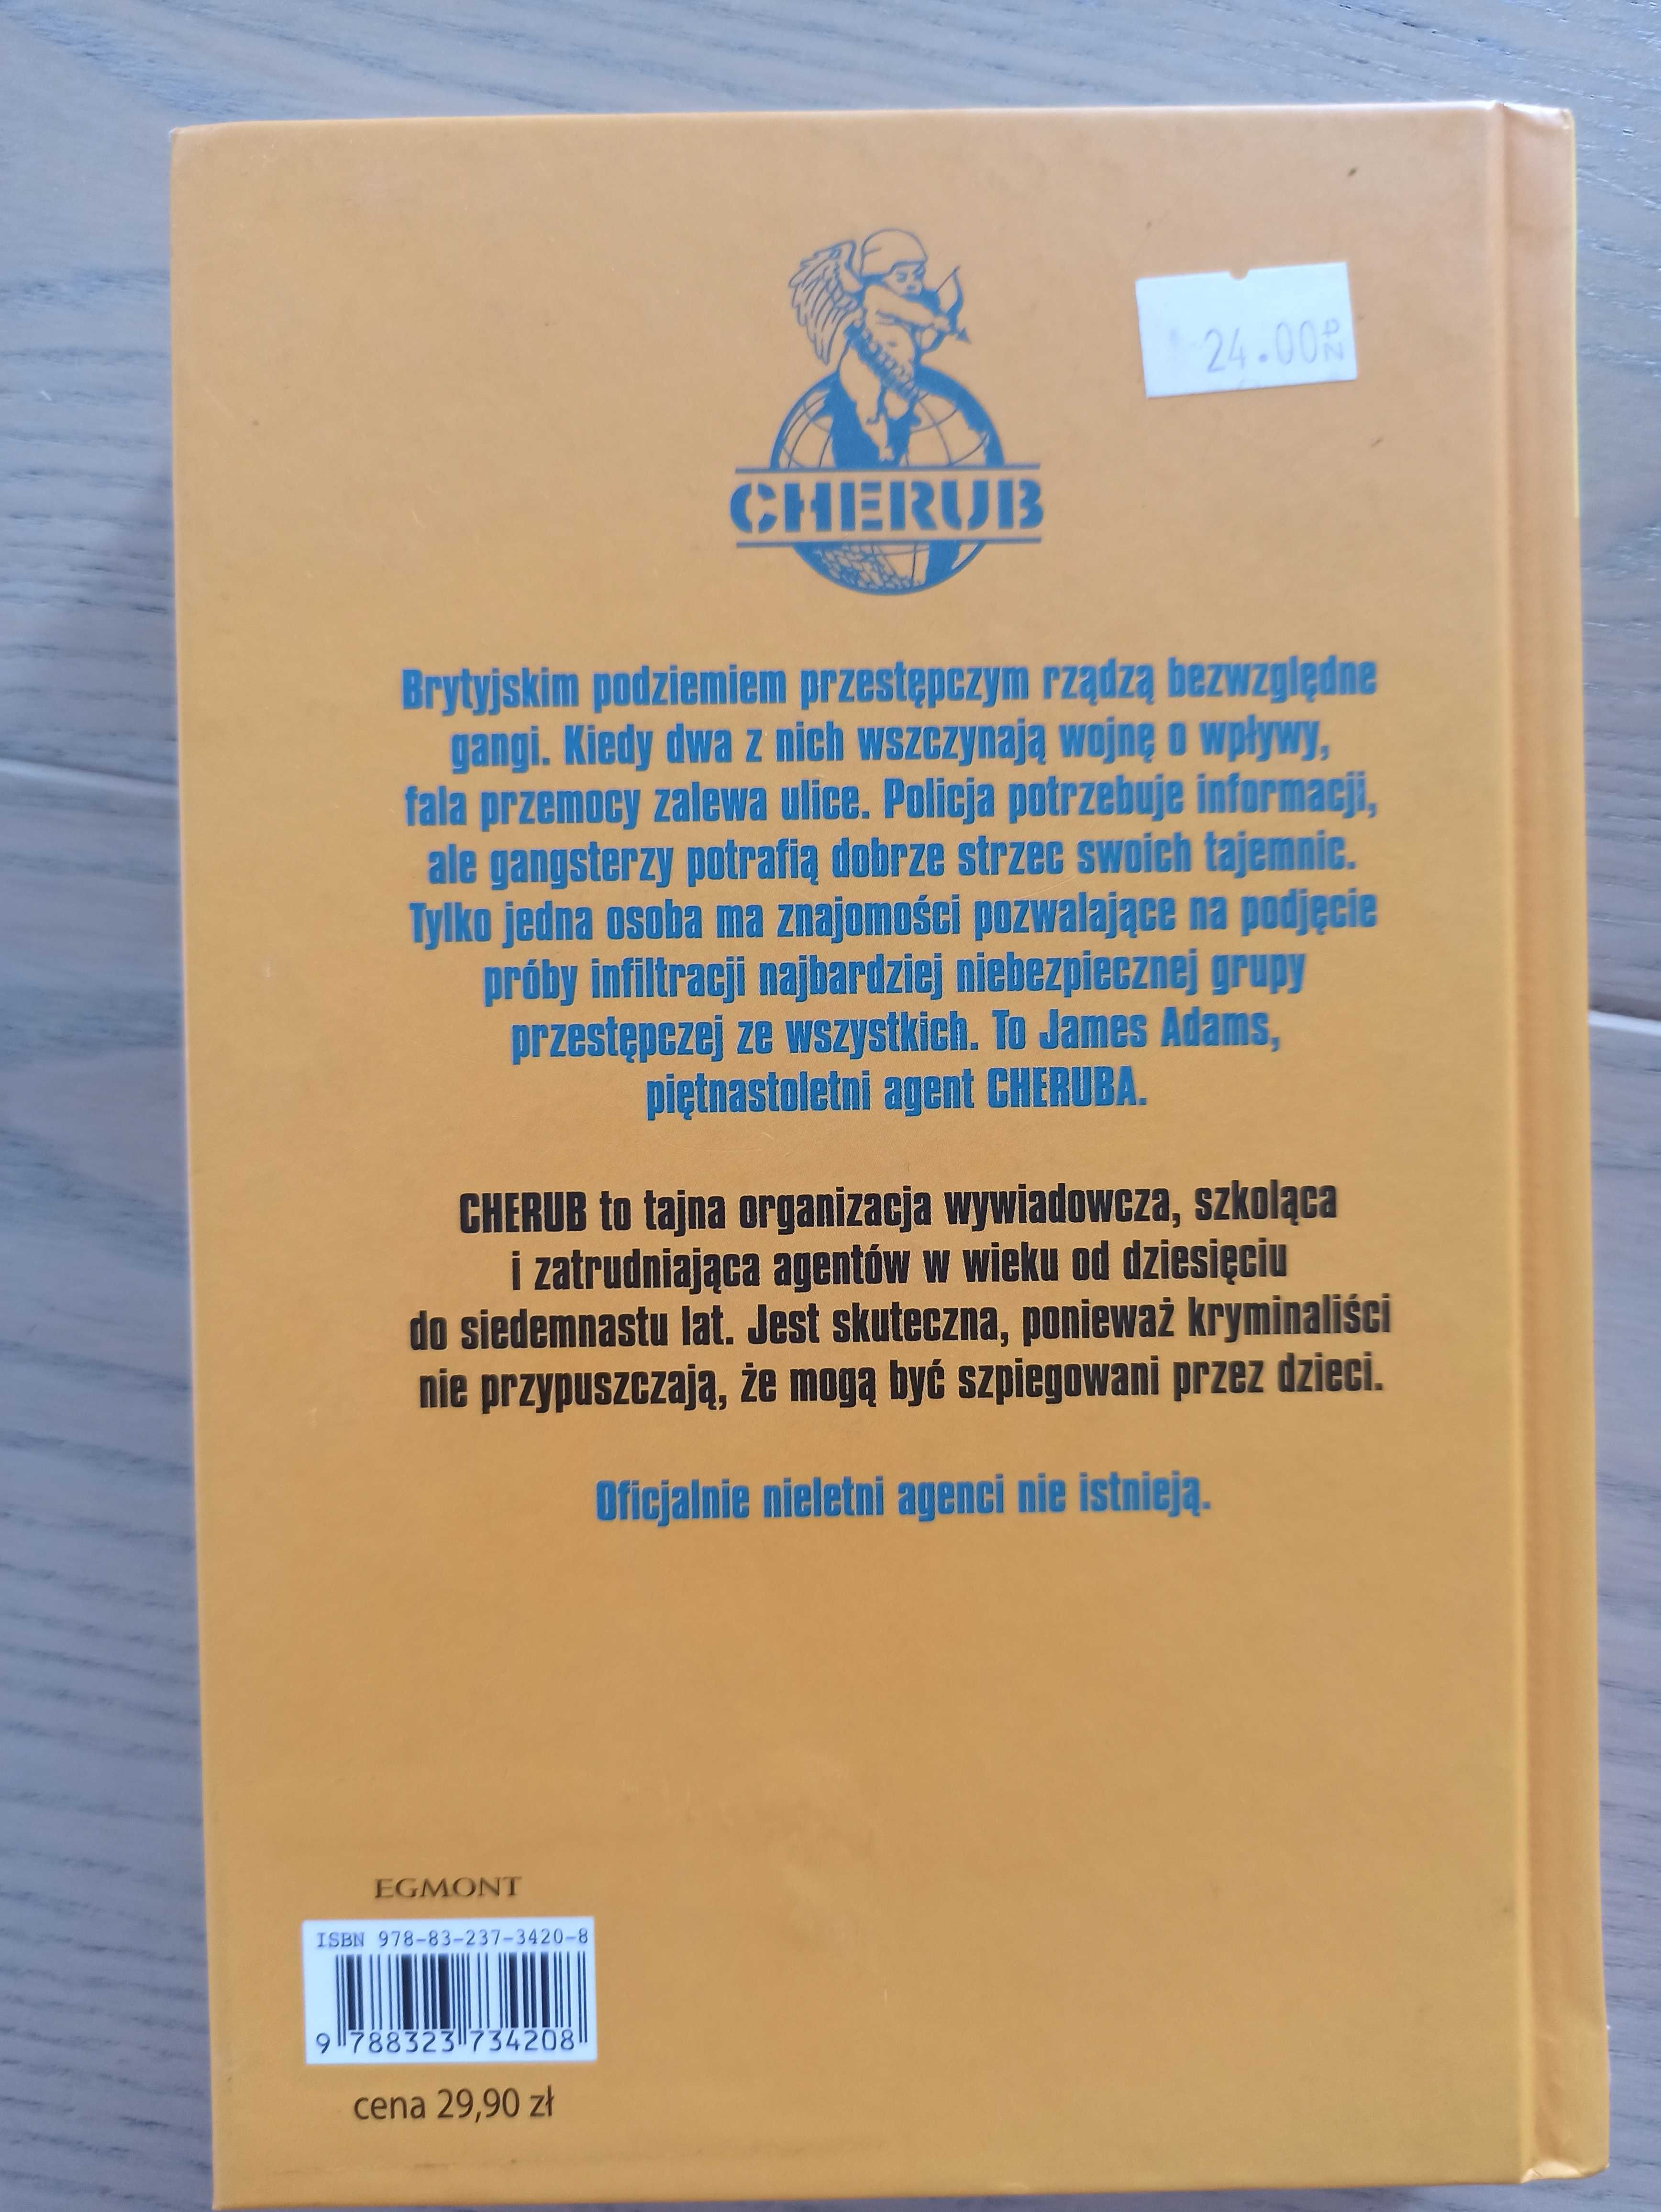 24.00PN
CHERUB
Brytyjskim podziemiem przestępczym rządzą bezwzględne
gangi. Kiedy dwa z nich wszczynają wojnę o wpływy,
fala przemocy zalewa ulice. Policja potrzebuje informacji,
ale gangsterzy potrafią dobrze strzec swoich tajemnic.
Tylko jedna osoba ma znajomości pozwalające na podjęcie
próby infiltracji najbardziej niebezpiecznej grupy
przestępczej ze wszystkich. To James Adams,
piętnastoletni agent CHERUBA.
CHERUB to tajna organizacja wywiadowcza, szkoląca
i zatrudniająca agentów w wieku od dziesięciu
do siedemnastu lat. Jest skuteczna, ponieważ kryminaliści
nie przypuszczają, że mogą być szpiegowani przez dzieci.
Oficjalnie nieletni agenci nie istnieją.
EGMONT
ISBN 978-83-237-3420-8
9 788323 734208
cena 29,90 zł